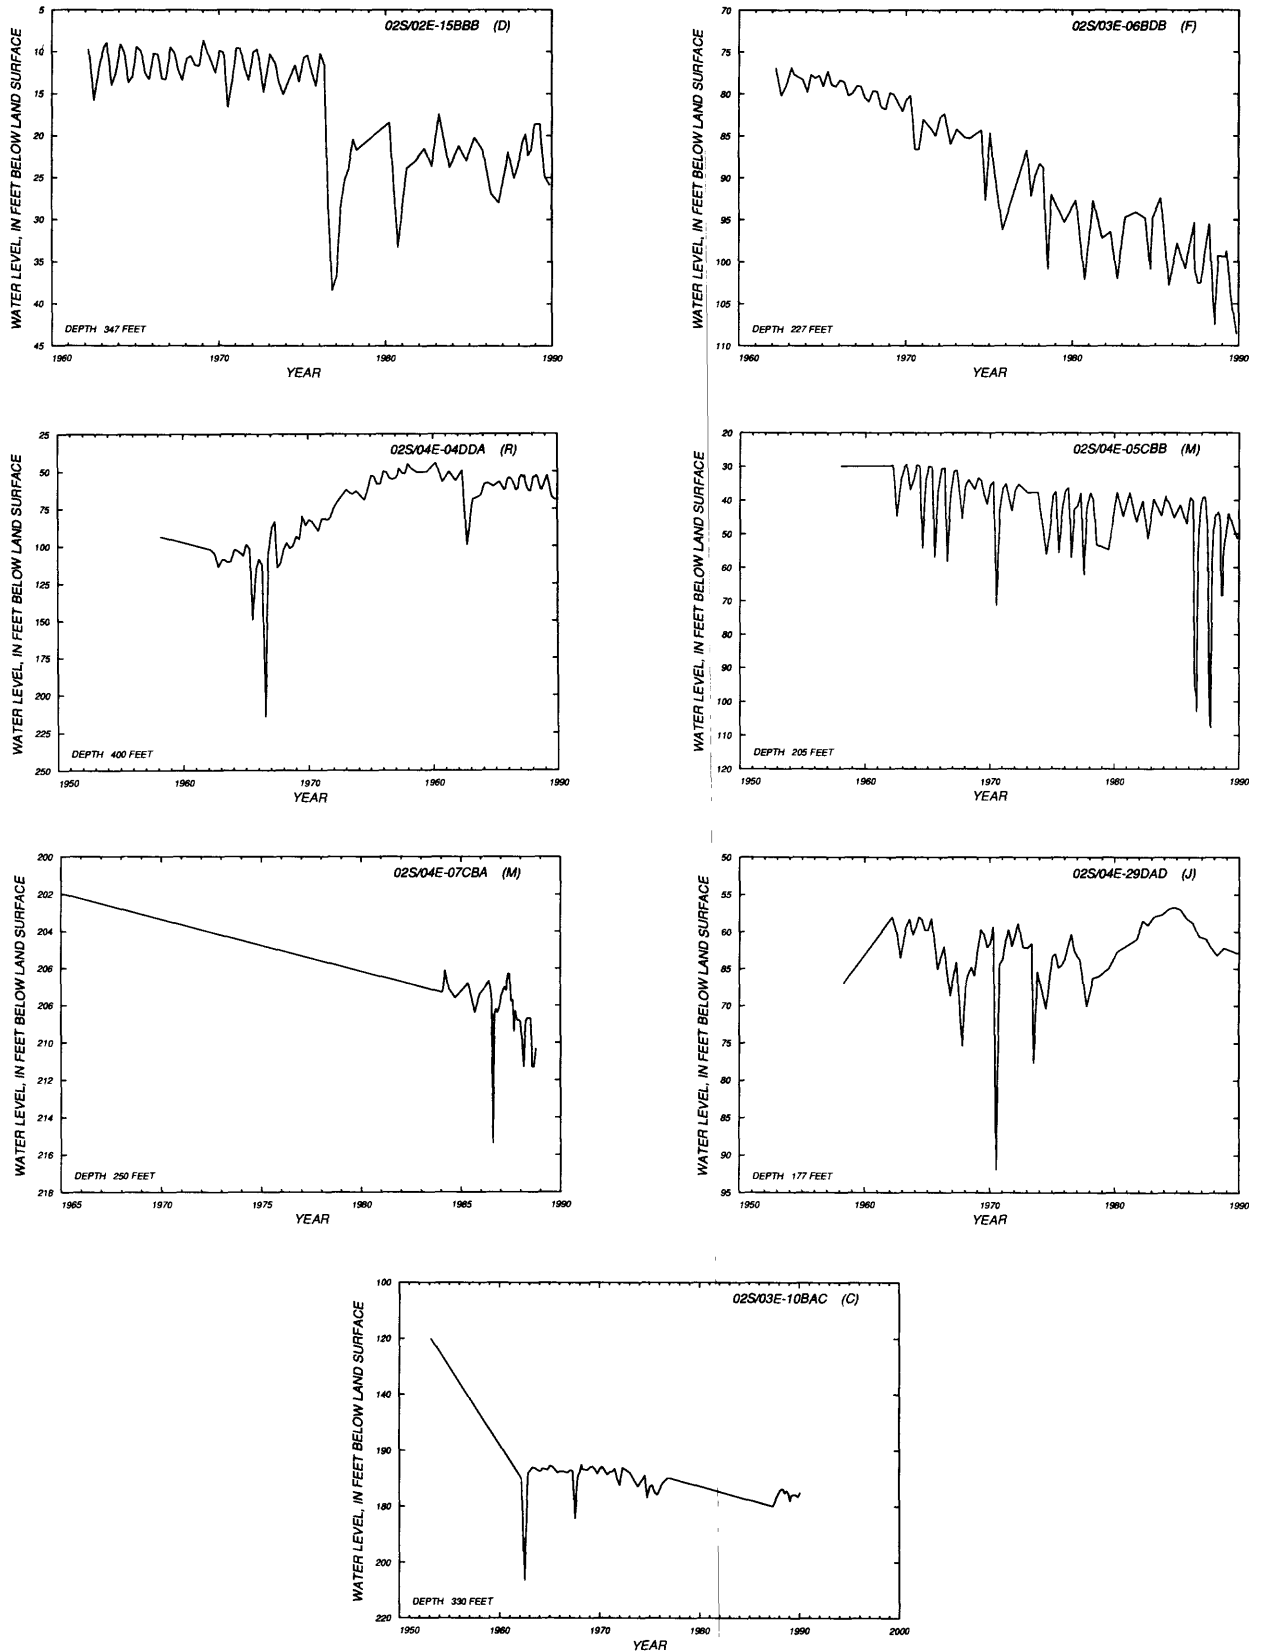 02S/02E-15BBB (D)
WATER LEVEL, IN FEET BELOW LAND SURFACE
5
10
15
20
25
30
35
40
45
DEPTH 347 FEET
1960 1970 1980 1990
YEAR
02S/03E-06BDB (F)
WATER LEVEL, IN FEET BELOW LAND SURFACE
70
75
80
85
90
95
100
105
110
DEPTH 227 FEET
1960 1970 1980 1990
YEAR
02S/04E-04DDA (R)
WATER LEVEL, IN FEET BELOW LAND SURFACE
25
50
75
100
125
150
175
200
225
250
DEPTH 400 FEET
1950 1960 1970 1960 1990
YEAR
02S/04E-05CBB (M)
WATER LEVEL, IN FEET BELOW LAND SURFACE
20
30
40
50
60
70
80
90
100
110
120
DEPTH 205 FEET
1950 1960 1970 1980 1990
YEAR
02S/04E-07CBA (M)
WATER LEVEL, IN FEET BELOW LAND SURFACE
200
202
204
206
206
210
212
214
216
218
DEPTH 250 FEET
1965 1970 1975 1980 1985 1990
YEAR
02S/04E-29DAD (J)
WATER LEVEL, IN FEET BELOW LAND SURFACE
50
55
60
65
70
75
80
85
90
95
DEPTH 177 FEET
1950 1960 1970 1980 1990
YEAR
02S/03E-10BAC (C)
WATER LEVEL, IN FEET BELOW LAND SURFACE
100
120
140
190
180
200
220
DEPTH 330 FEET
1950 1960 1970 1980 1990 2000
YEAR